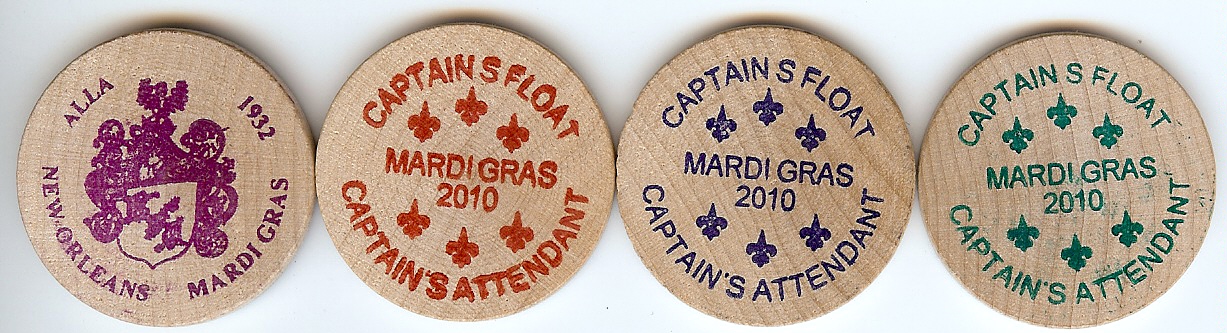 ALLA 1932
NEW ORLEANS MARDI GRAS
CAPTAIN S FLOAT
MARDI GRAS
2010
CAPTAIN'S ATTENDANT
CAPTAIN S FLOAT
MARDI GRAS
2010
CAPTAIN'S ATTENDANT
CAPTAIN S FLOAT
MARDI GRAS
2010
CAPTAIN'S ATTENDANT